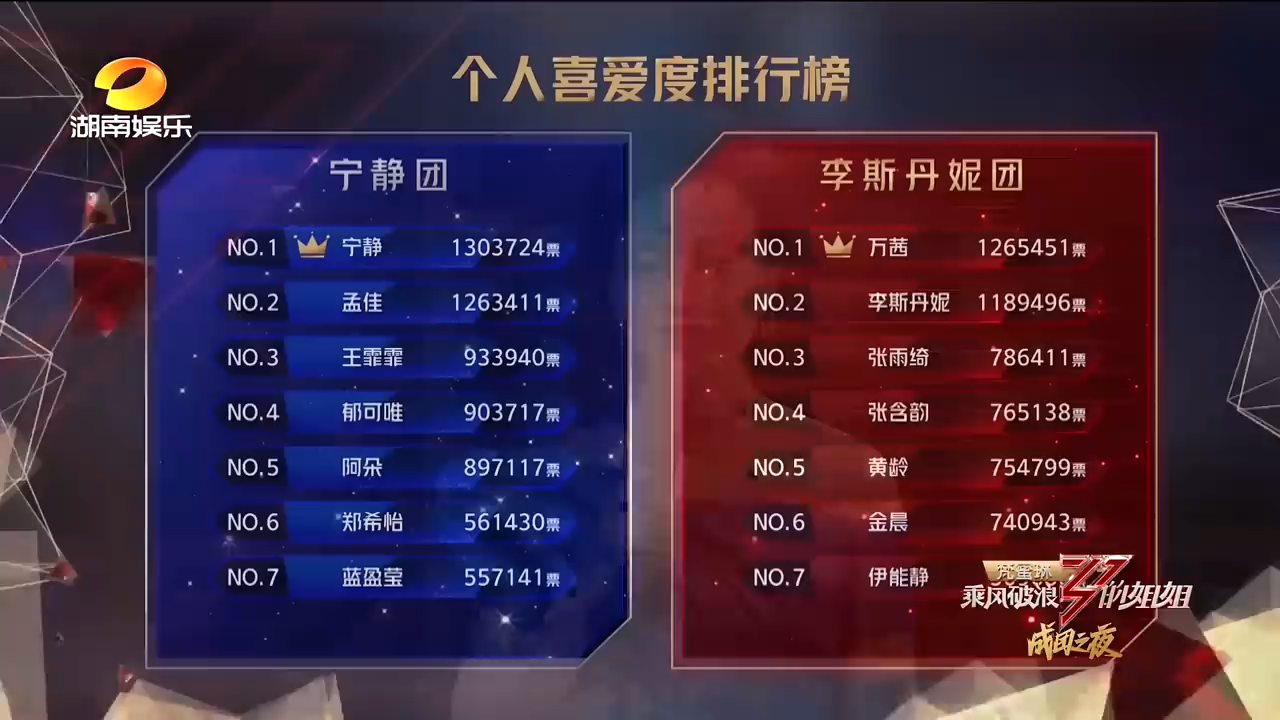 个人喜爱度排行榜
湖南娱乐
宁静团
NO.1 宁静 1303724票
NO.2 孟佳 1263411票
NO.3 王霏霏 933940票
NO.4 郁可唯 903717票
NO.5 阿朵 897117票
NO.6 郑希怡 561430票
NO.7 蓝盈莹 557141票
李斯丹妮团
NO.1 万茜 1265451票
NO.2 李斯丹妮 1189496票
NO.3 张雨绮 786411票
NO.4 张含韵 765138票
NO.5 黄龄 754799票
NO.6 金晨 740943票
NO.7 伊能静
梵蜜琳
乘风破浪的姐姐
成团之夜